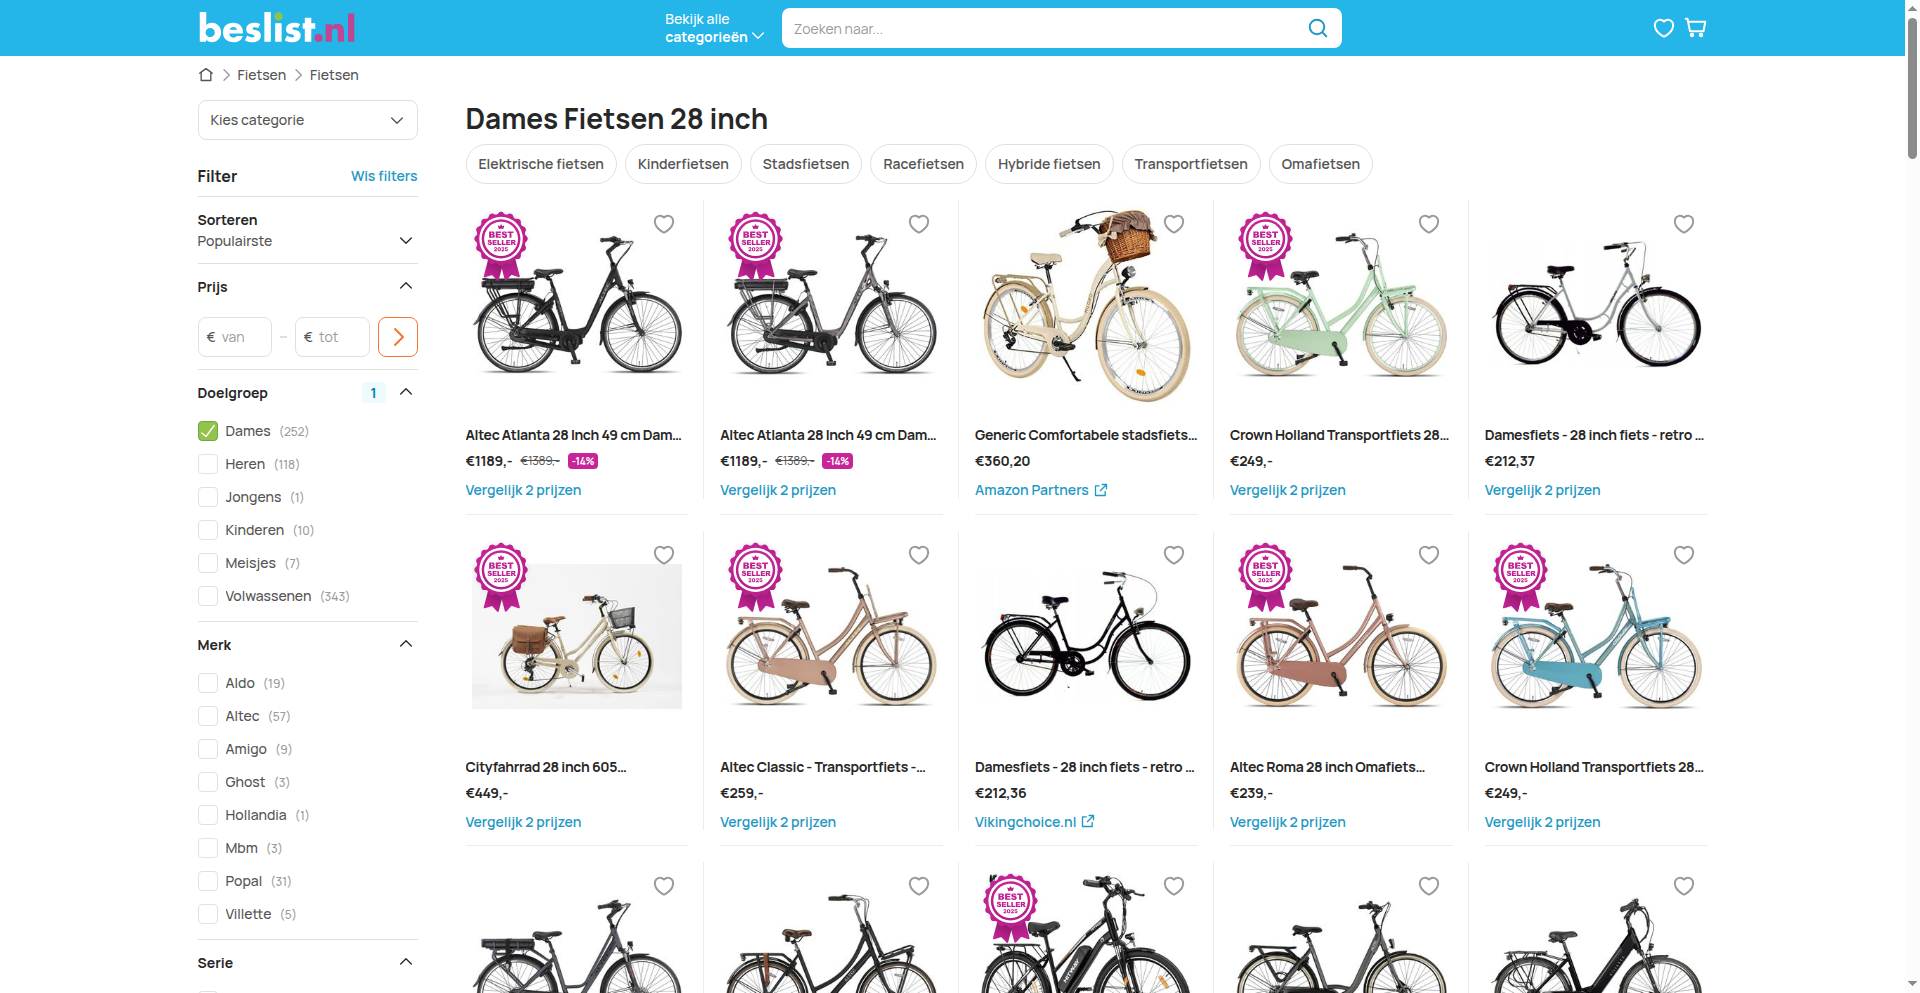 beslist.nl
Bekijk alle
categorieën
Zoeken naar...
Fietsen
Fietsen
Kies categorie
Dames Fietsen 28 inch
Elektrische fietsen
Kinderfietsen
Stadsfietsen
Racefietsen
Hybride fietsen
Transportfietsen
Omafietsen
Filter
Wis filters
Sorteren
Populairste
Prijs
€ van
–
€ tot
Doelgroep
1
Dames (252)
Heren (118)
Jongens (1)
Kinderen (10)
Meisjes (7)
Volwassenen (343)
Merk
Aldo (19)
Altec (57)
Amigo (9)
Ghost (3)
Hollandia (1)
Mbm (3)
Popal (31)
Villette (5)
Serie
BEST
SELLER
2025
Altec Atlanta 28 Inch 49 cm Dam...
€1189,- €1389,- -14%
Vergelijk 2 prijzen
BEST
SELLER
2025
Altec Atlanta 28 Inch 49 cm Dam...
€1189,- €1389,- -14%
Vergelijk 2 prijzen
Generic Comfortabele stadsfiets...
€360,20
Amazon Partners
BEST
SELLER
2025
Crown Holland Transportfiets 28...
€249,-
Vergelijk 2 prijzen
Damesfiets - 28 inch fiets - retro ...
€212,37
Vergelijk 2 prijzen
BEST
SELLER
2025
Cityfahrrad 28 inch 605...
€449,-
Vergelijk 2 prijzen
BEST
SELLER
2025
Altec Classic - Transportfiets -...
€259,-
Vergelijk 2 prijzen
Damesfiets - 28 inch fiets - retro ...
€212,36
Vikingchoice.nl
BEST
SELLER
2025
Altec Roma 28 inch Omafiets...
€239,-
Vergelijk 2 prijzen
BEST
SELLER
2025
Crown Holland Transportfiets 28...
€249,-
Vergelijk 2 prijzen
BEST
SELLER
2025